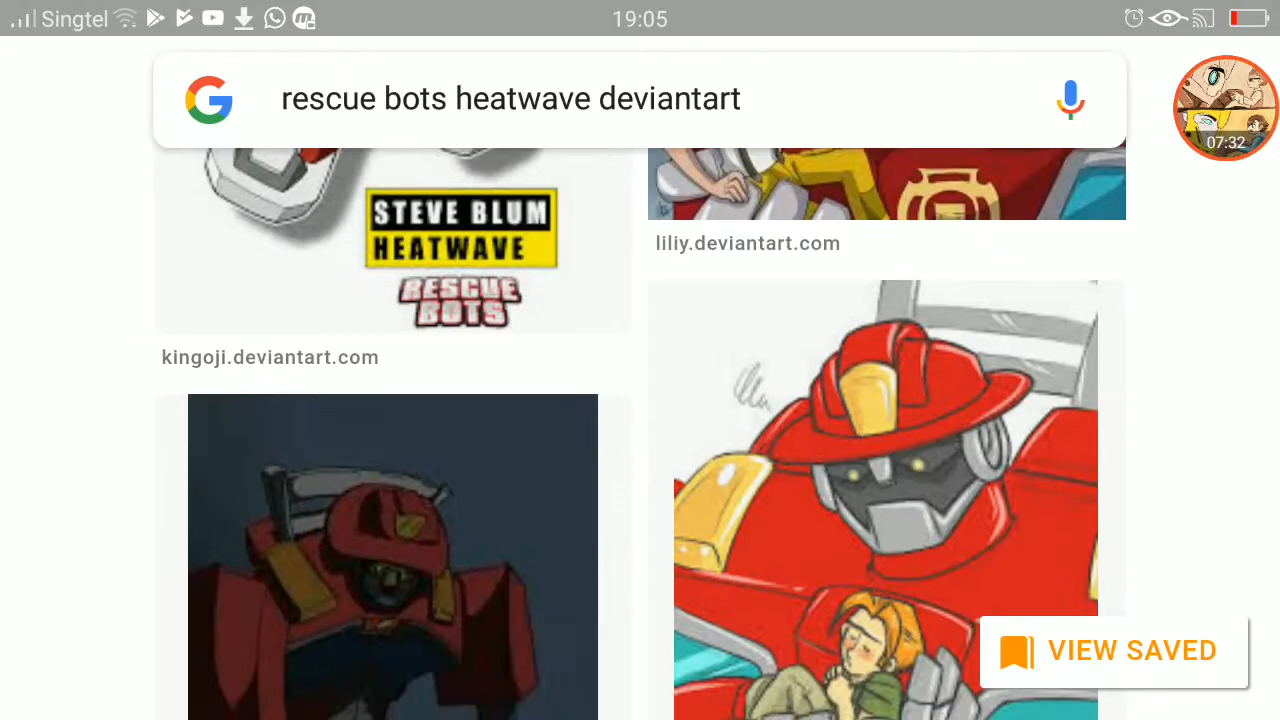 Singtel
19:05
rescue bots heatwave deviantart
07:32
STEVE BLUM
HEATWAVE
RESCUE
BOTS
liliy.deviantart.com
kingoji.deviantart.com
VIEW SAVED